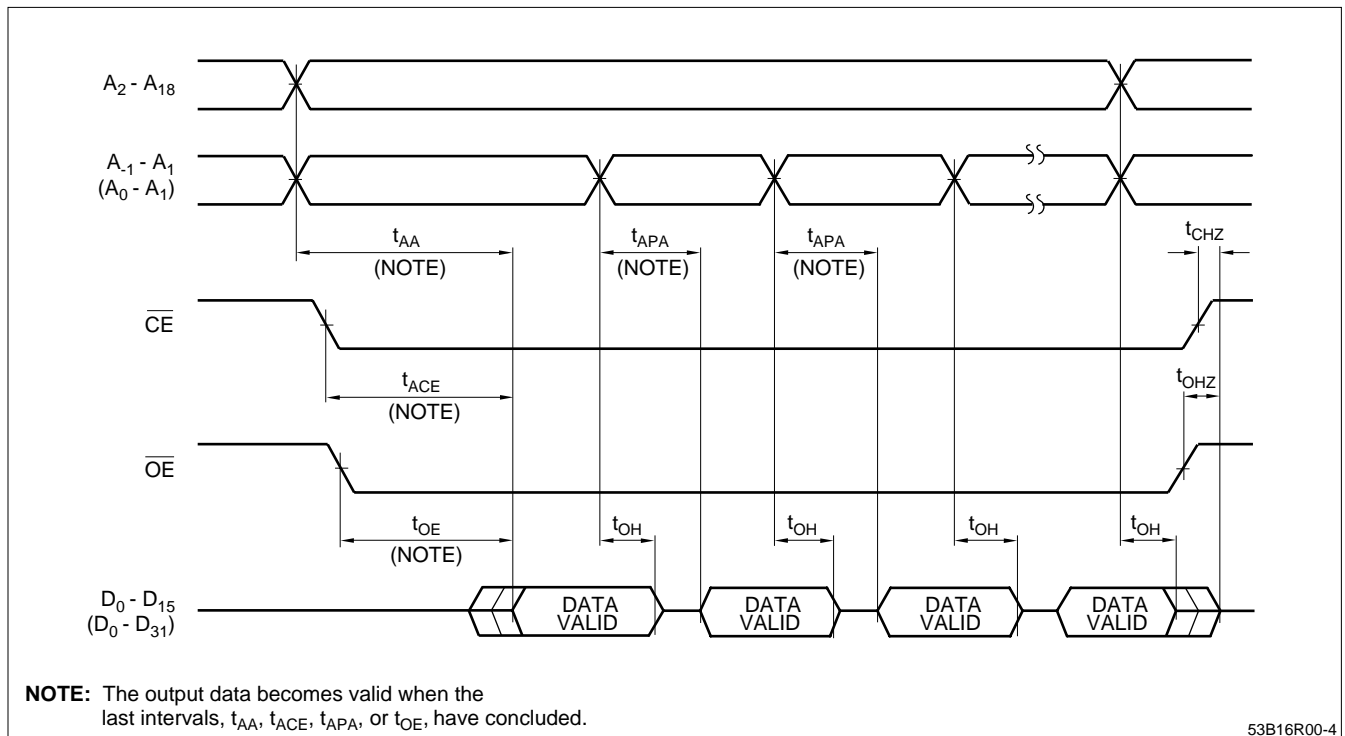 A2 - A18
A-1 - A1
(A0 - A1)
tAA
(NOTE)
tAPA
(NOTE)
tAPA
(NOTE)
tCHZ
CE
tACE
(NOTE)
tOHZ
OE
tOE
(NOTE)
tOH
tOH
tOH
tOH
D0 - D15
(D0 - D31)
DATA
VALID
DATA
VALID
DATA
VALID
DATA
VALID
NOTE: The output data becomes valid when the
last intervals, tAA, tACE, tAPA, or tOE, have concluded.
53B16R00-4